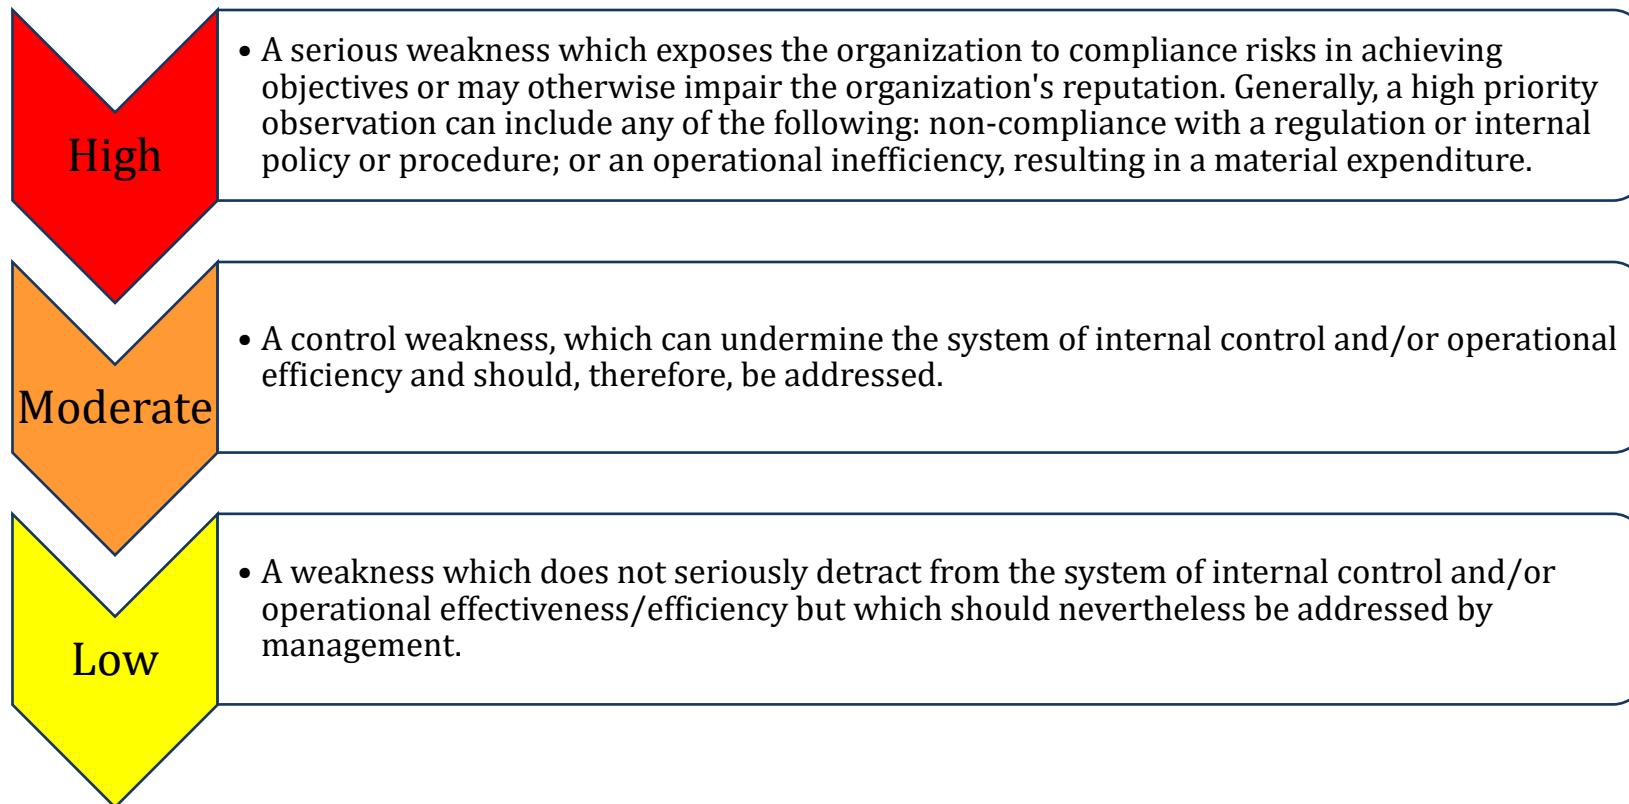 • A serious weakness which exposes the organization to compliance risks in achieving
objectives or may otherwise impair the organization's reputation. Generally, a high priority
observation can include any of the following: non-compliance with a regulation or internal
policy or procedure; or an operational inefficiency, resulting in a material expenditure.
High
• A control weakness, which can undermine the system of internal control and/or operational
efficiency and should, therefore, be addressed.
Moderate
• A weakness which does not seriously detract from the system of internal control and/or
operational effectiveness/efficiency but which should nevertheless be addressed by
management.
Low